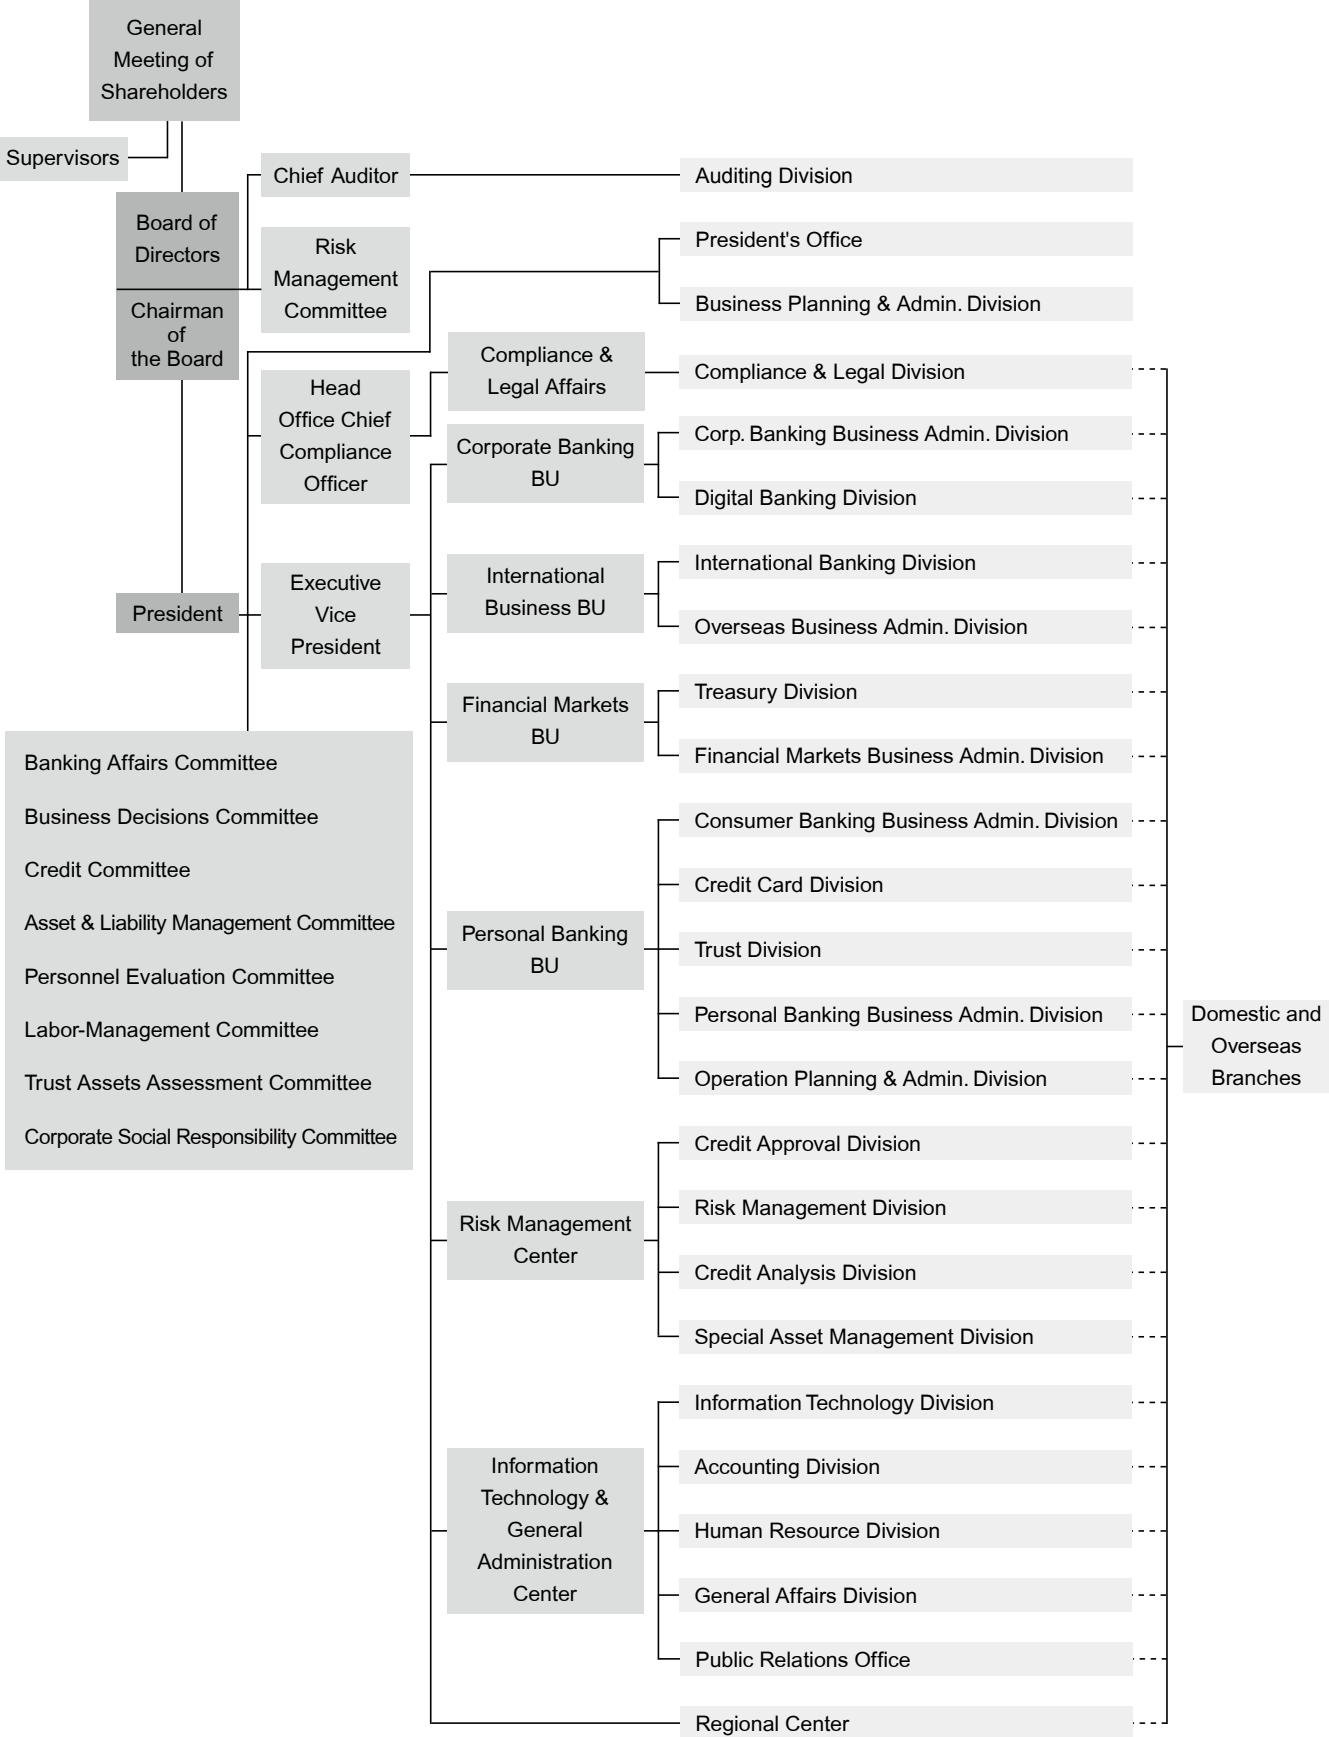 General
Meeting of
Shareholders
Supervisors
Board of
Directors
Chairman
of
the Board
President
Chief Auditor
Risk
Management
Committee
Head
Office Chief
Compliance
Officer
Executive
Vice
President
Banking Affairs Committee
Business Decisions Committee
Credit Committee
Asset & Liability Management Committee
Personnel Evaluation Committee
Labor-Management Committee
Trust Assets Assessment Committee
Corporate Social Responsibility Committee
Compliance &
Legal Affairs
Corporate Banking
BU
International
Business BU
Financial Markets
BU
Personal Banking
BU
Risk Management
Center
Information
Technology &
General
Administration
Center
Auditing Division
President's Office
Business Planning & Admin. Division
Compliance & Legal Division
Corp. Banking Business Admin. Division
Digital Banking Division
International Banking Division
Overseas Business Admin. Division
Treasury Division
Financial Markets Business Admin. Division
Consumer Banking Business Admin. Division
Credit Card Division
Trust Division
Personal Banking Business Admin. Division
Operation Planning & Admin. Division
Credit Approval Division
Risk Management Division
Credit Analysis Division
Special Asset Management Division
Information Technology Division
Accounting Division
Human Resource Division
General Affairs Division
Public Relations Office
Regional Center
Domestic and
Overseas
Branches